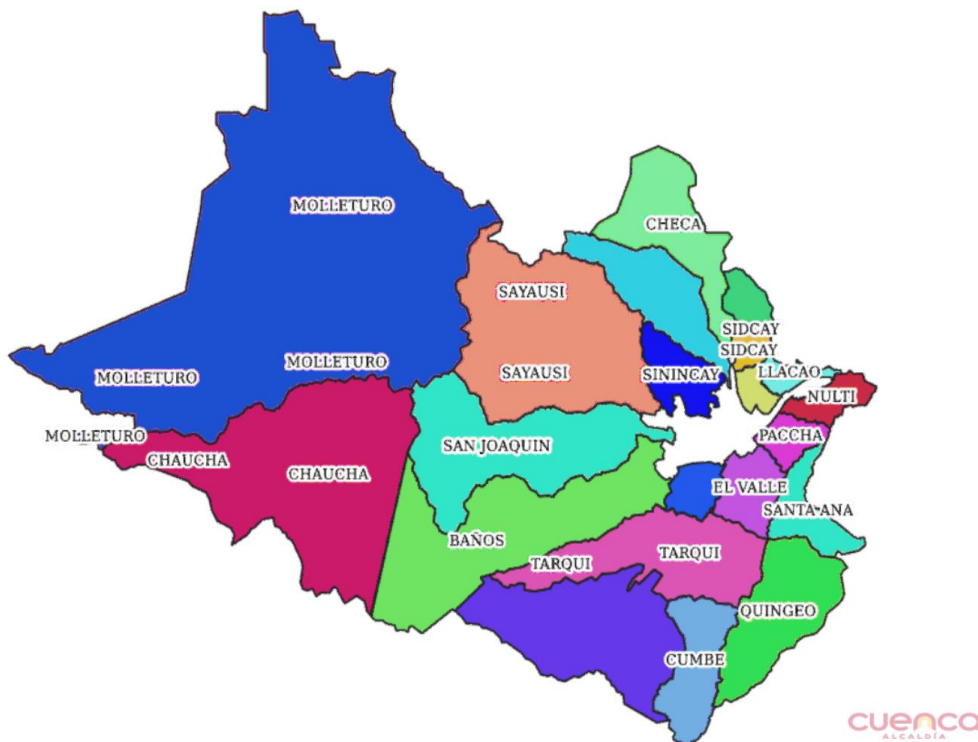 MOLLETURO
CHECA
SAYAUSI
SIDCAY
SIDCAY
MOLLETURO
LLACAO
SAYAUSI
SININCAY
MOLLETURO
NULTI
MOLLETURO
PACCHA
SAN JOAQUIN
CHAUCHA
CHAUCHA
EL VALLE
SANTA ANA
BAÑOS
TARQUI
TARQUI
QUINGEO
CUMBE
cuenca
ALCALDÍA